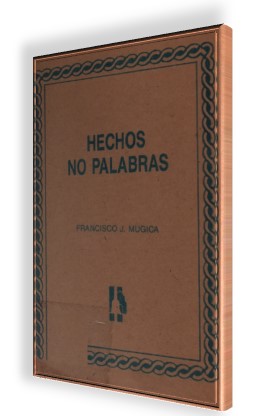 HECHOS
NO PALABRAS
FRANCISCO J. MUGICA